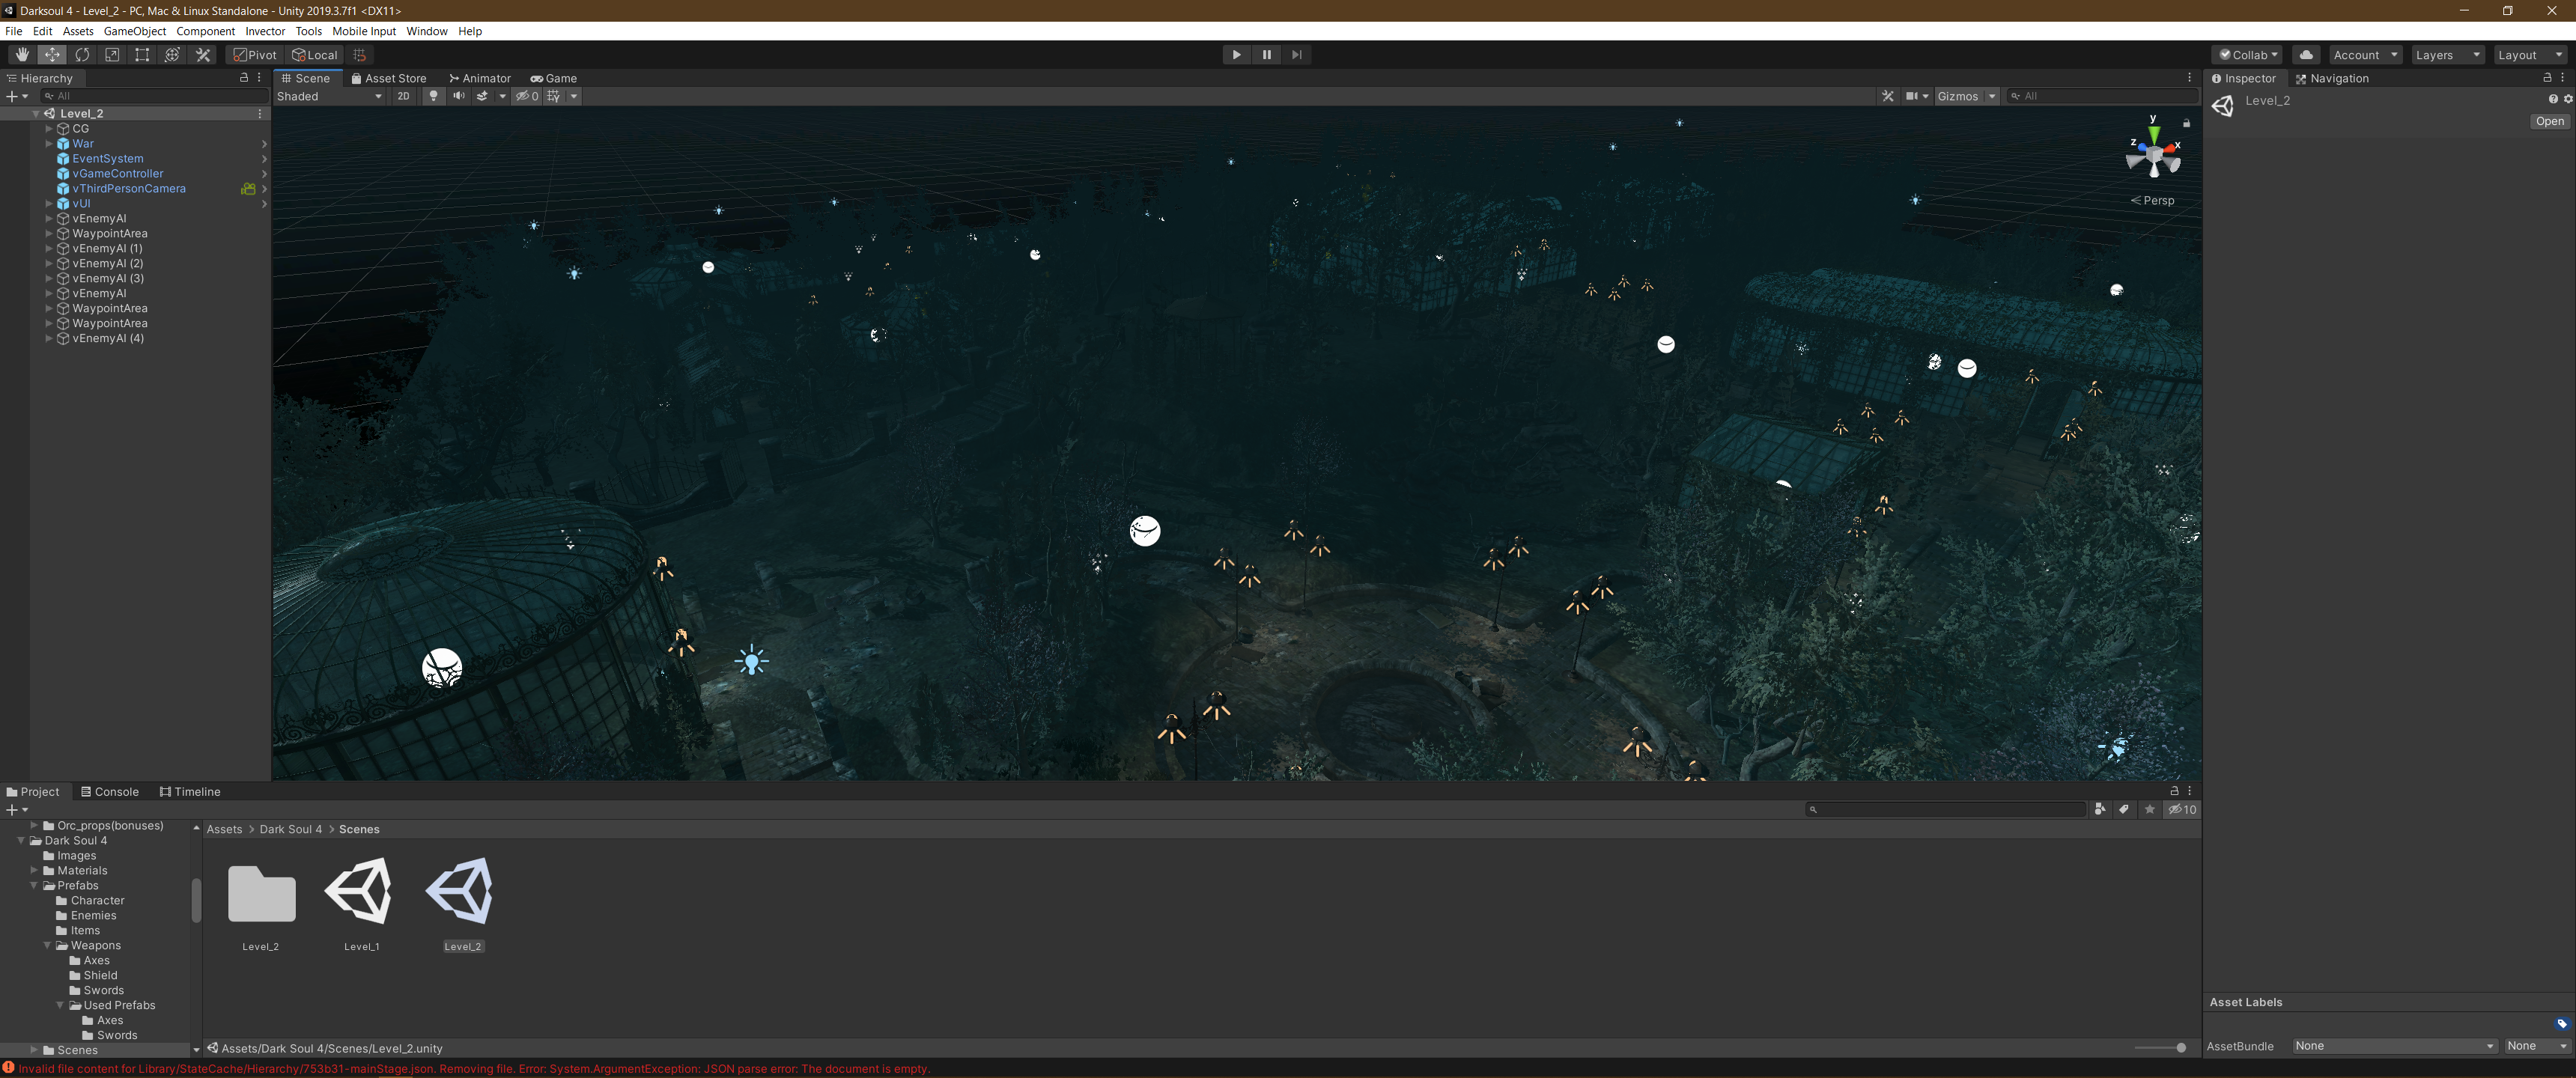 Darksoul 4 - Level_2 - PC, Mac & Linux Standalone - Unity 2019.3.7f1 <DX11>
File Edit Assets GameObject Component Invector Tools Mobile Input Window Help
Pivot Local
Collab Account Layers Layout
Hierarchy
All
Level_2
CG
War
EventSystem
vGameController
vThirdPersonCamera
vUI
vEnemyAI
WaypointArea
vEnemyAI (1)
vEnemyAI (2)
vEnemyAI (3)
vEnemyAI
WaypointArea
WaypointArea
vEnemyAI (4)
Scene Asset Store Animator Game
Shaded 2D 0 Gizmos All
y
z x
Persp
Inspector Navigation
Level_2
Open
Project Console Timeline
10
Orc_props(bonuses)
Dark Soul 4
Images
Materials
Prefabs
Character
Enemies
Items
Weapons
Axes
Shield
Swords
Used Prefabs
Axes
Swords
Scenes
Assets > Dark Soul 4 > Scenes
Level_2 Level_1 Level_2
Assets/Dark Soul 4/Scenes/Level_2.unity
Asset Labels
AssetBundle None None
Invalid file content for Library/StateCache/Hierarchy/753b31-mainStage.json. Removing file. Error: System.ArgumentException: JSON parse error: The document is empty.